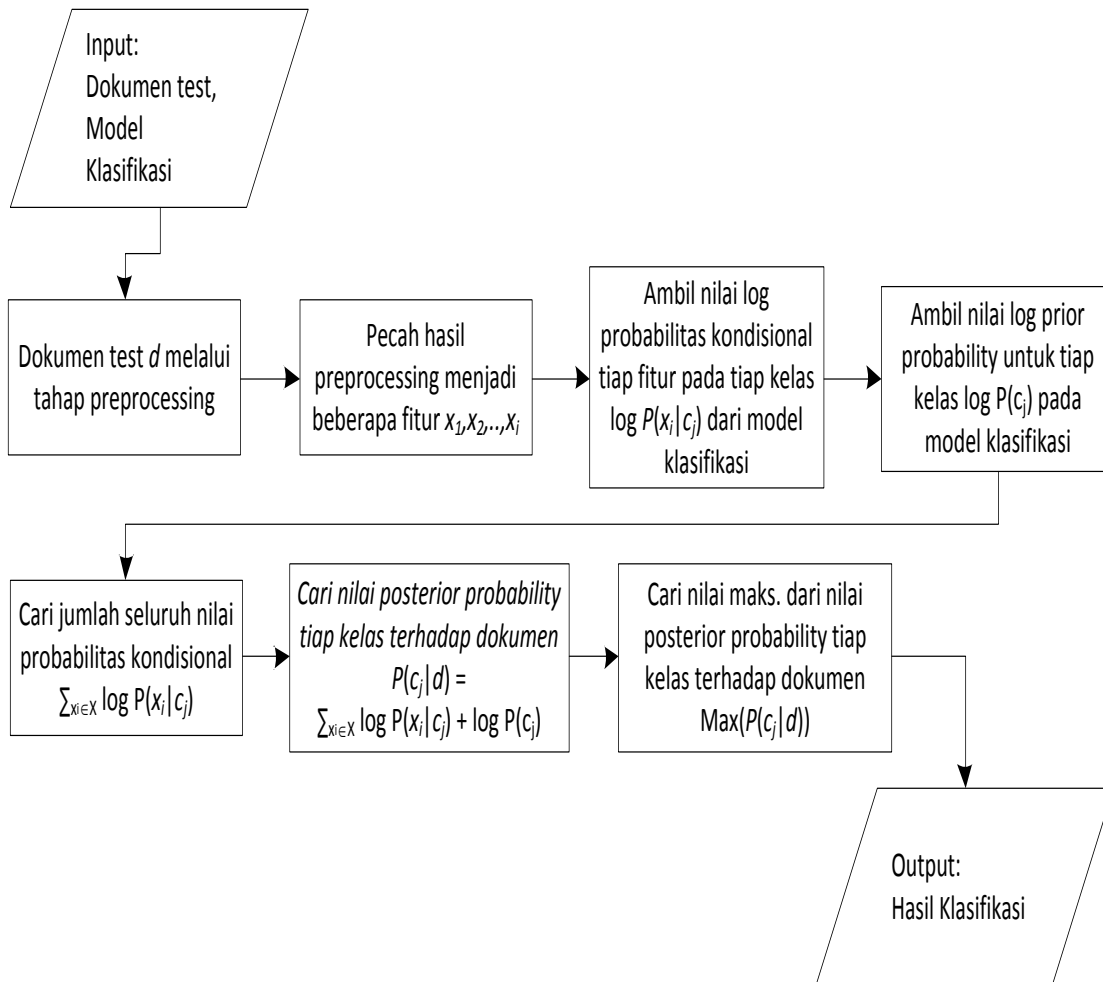 Input:
Dokumen test,
Model
Klasifikasi
Dokumen test d melalui
tahap preprocessing
Pecah hasil
preprocessing menjadi
beberapa fitur x₁,x₂,..,xᵢ
Ambil nilai log
probabilitas kondisional
tiap fitur pada tiap kelas
log P(xᵢ|cⱼ) dari model
klasifikasi
Ambil nilai log prior
probability untuk tiap
kelas log P(cⱼ) pada
model klasifikasi
Cari jumlah seluruh nilai
probabilitas kondisional
∑ₓᵢ∈X log P(xᵢ|cⱼ)
Cari nilai posterior probability
tiap kelas terhadap dokumen
P(cⱼ|d) =
∑ₓᵢ∈X log P(xᵢ|cⱼ) + log P(cⱼ)
Cari nilai maks. dari nilai
posterior probability tiap
kelas terhadap dokumen
Max(P(cⱼ|d))
Output:
Hasil Klasifikasi